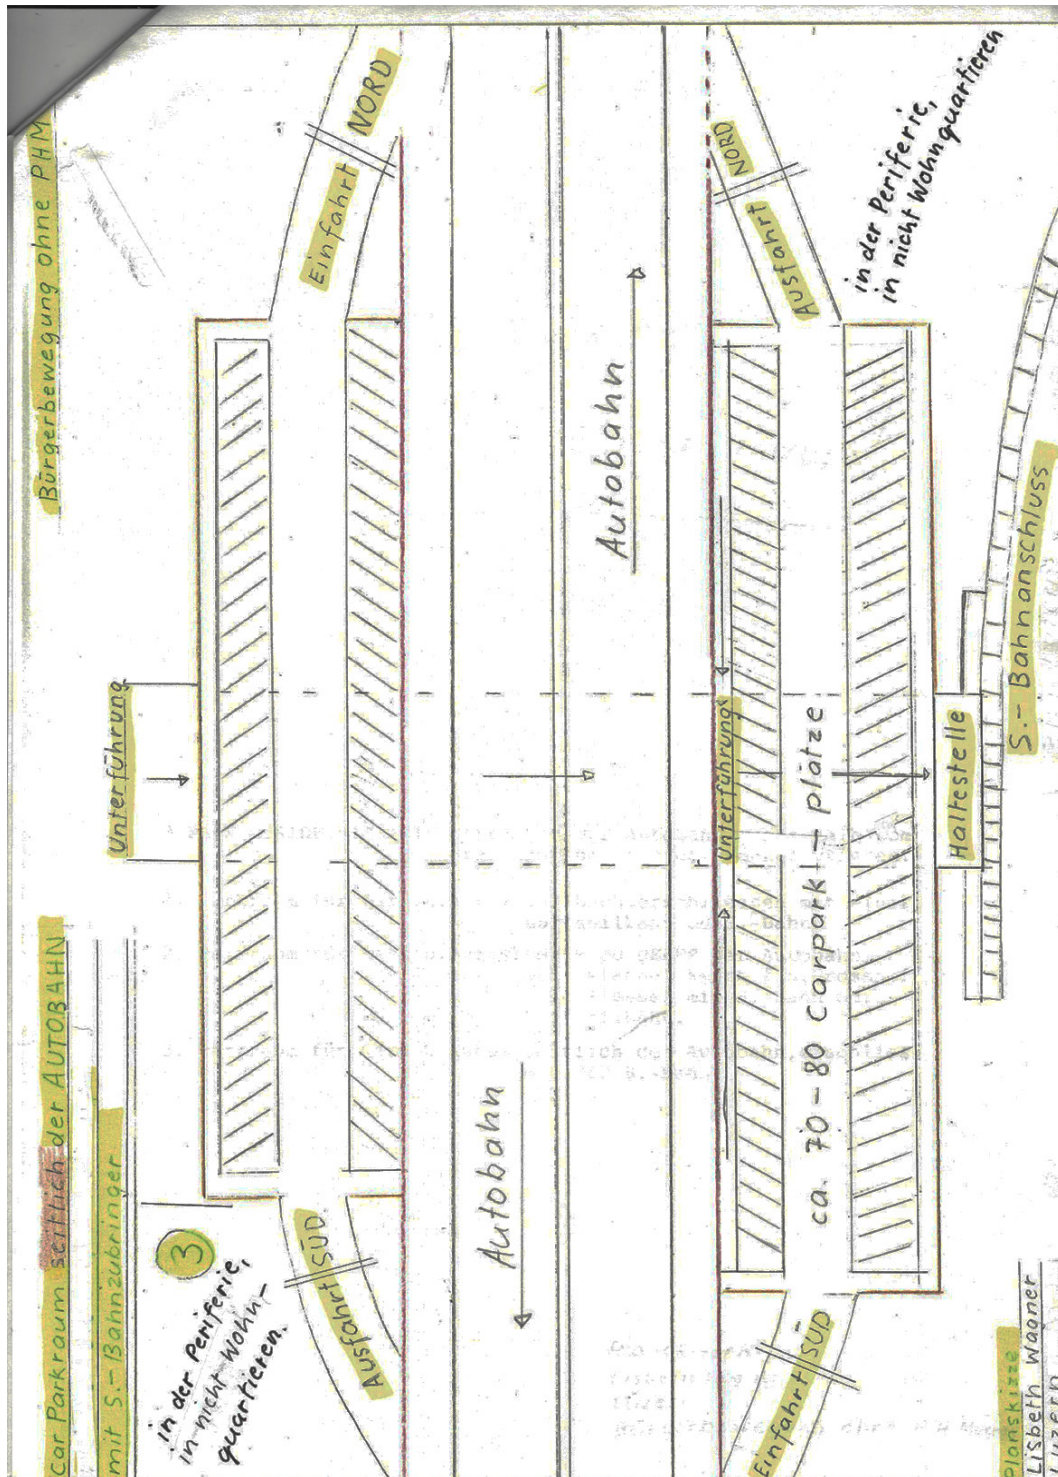 Car Parkraum seitlich der AUTOBAHN
mit S.- Bahnzubringer
Bürgerbewegung ohne PHM
3
in der Periferie,
in nicht Wohn-
quartieren.
Unterführung
Einfahrt NORD
Ausfahrt SÜD
Autobahn
Autobahn
Ausfahrt NORD
in der Periferie,
in nicht Wohnquartieren
Unterführung
ca. 70-80 Carparkl-plätze
Einfahrt SÜD
Haltestelle
S.- Bahnanschluss
Planskizze
Lisbeth Wagner
Luzern